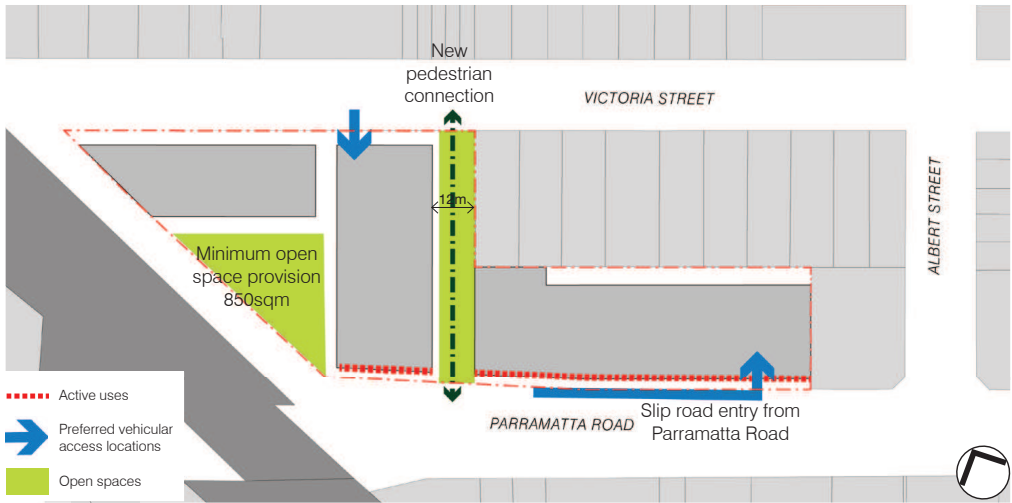 New
pedestrian
connection
VICTORIA STREET
ALBERT STREET
12m
Minimum open
space provision
850sqm
Slip road entry from
Parramatta Road
PARRAMATTA ROAD
Active uses
Preferred vehicular
access locations
Open spaces